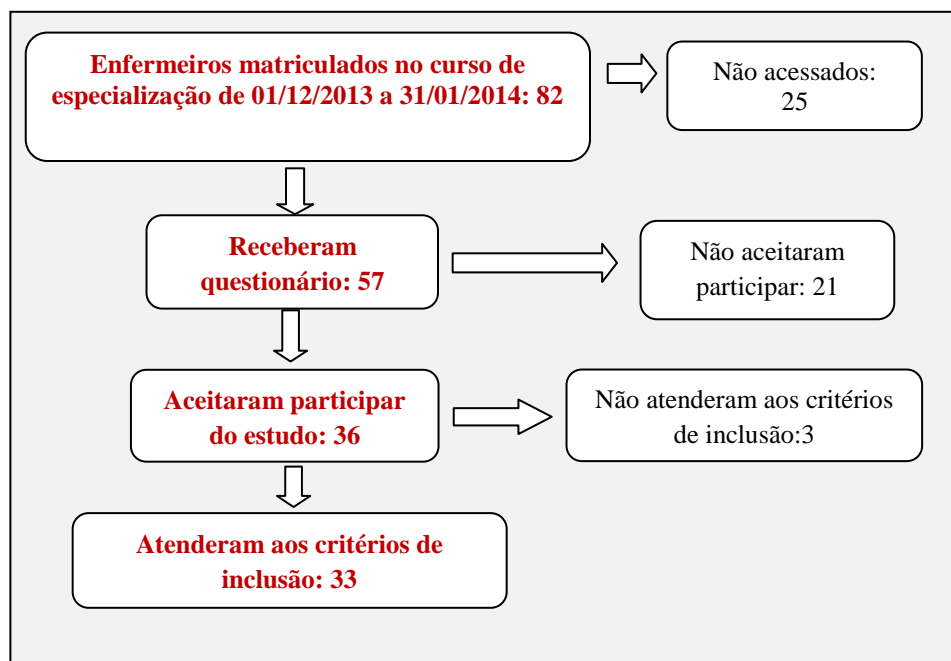 Enfermeiros matriculados no curso de
especialização de 01/12/2013 a 31/01/2014: 82
Não acessados:
25
Receberam
questionário: 57
Não aceitaram
participar: 21
Aceitaram participar
do estudo: 36
Não atenderam aos critérios
de inclusão:3
Atenderam aos critérios de
inclusão: 33